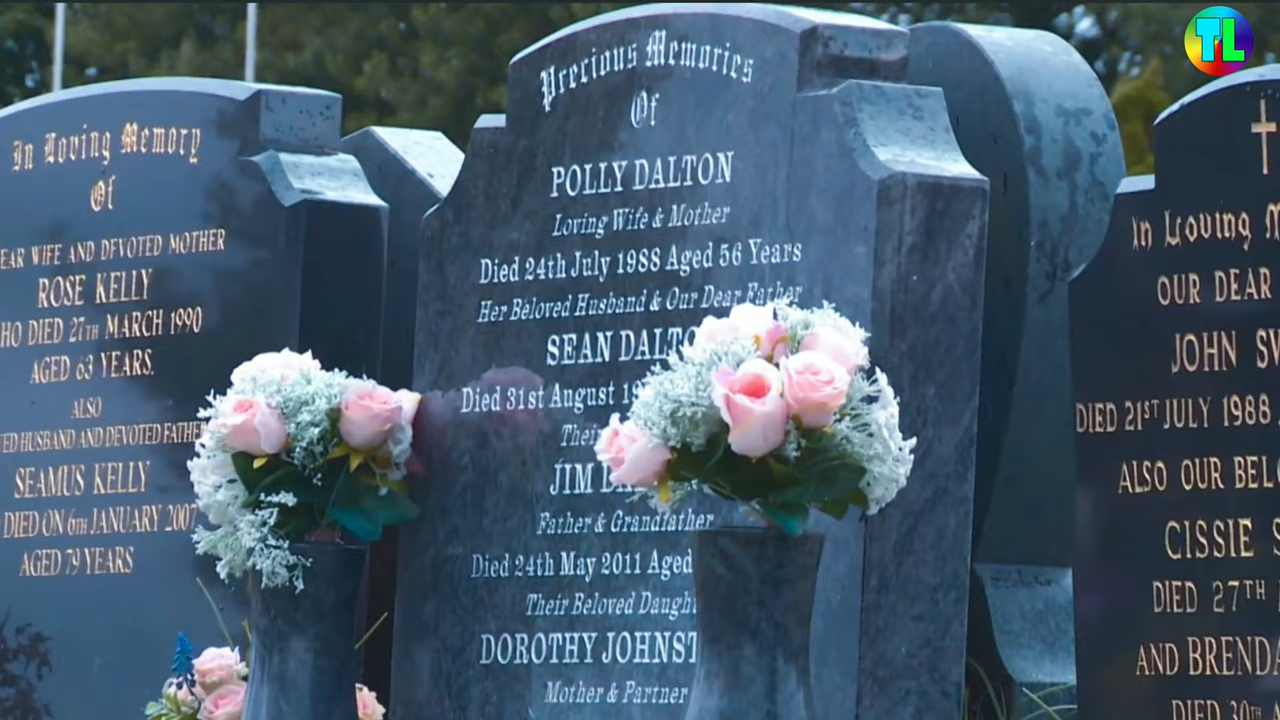 TL
In Loving Memory
Of
EAR WIFE AND DEVOTED MOTHER
ROSE KELLY
HO DIED 27TH MARCH 1990
AGED 63 YEARS.
ALSO
ED HUSBAND AND DEVOTED FATHER
SEAMUS KELLY
DIED ON 6TH JANUARY 2007
AGED 79 YEARS
Precious Memories
Of
POLLY DALTON
Loving Wife & Mother
Died 24th July 1988 Aged 56 Years
Her Beloved Husband & Our Dear Father
SEAN DALTO
Died 31st August 19
Their
JIM
Father & Grandfather
Died 24th May 2011 Aged
Their Beloved Daught
DOROTHY JOHNST
Mother & Partner
In Loving M
OUR DEAR
JOHN SW
DIED 21ST JULY 1988
ALSO OUR BEL
CISSIE S
DIED 27TH
AND BRENDA
DIED 30TH A